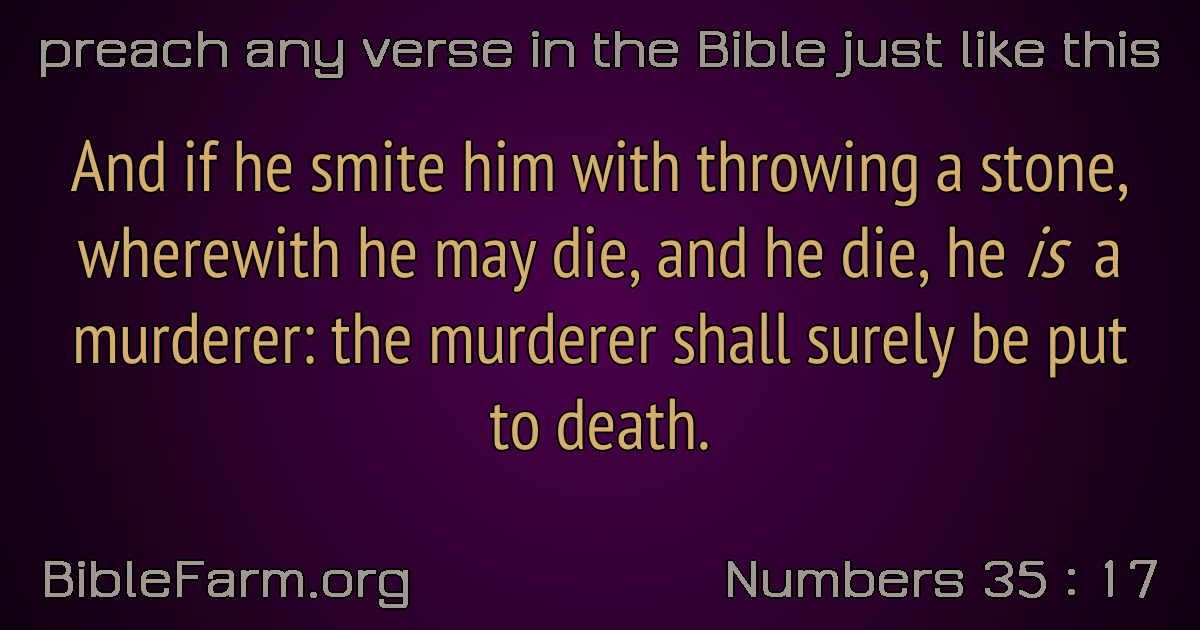 preach any verse in the Bible just like this
And if he smite him with throwing a stone,
wherewith he may die, and he die, he is a
murderer: the murderer shall surely be put
to death.
BibleFarm.org
Numbers 35 : 17